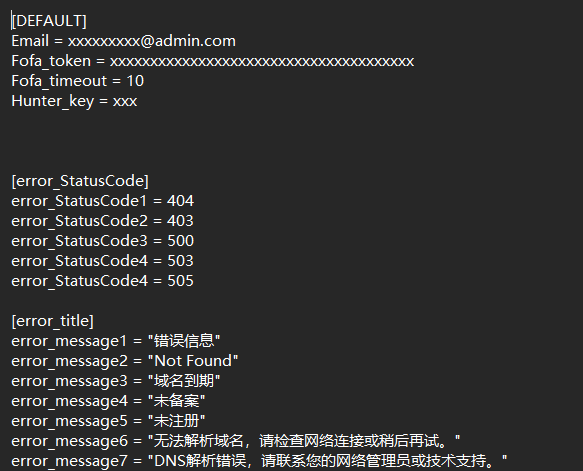 [DEFAULT]
Email = xxxxxxxxx@admin.com
Fofa_token = xxxxxxxxxxxxxxxxxxxxxxxxxxxxxxxxxxxxxx
Fofa_timeout = 10
Hunter_key = xxx
[error_StatusCode]
error_StatusCode1 = 404
error_StatusCode2 = 403
error_StatusCode3 = 500
error_StatusCode4 = 503
error_StatusCode4 = 505
[error_title]
error_message1 = "错误信息"
error_message2 = "Not Found"
error_message3 = "域名到期"
error_message4 = "未备案"
error_message5 = "未注册"
error_message6 = "无法解析域名，请检查网络连接或稍后再试。"
error_message7 = "DNS解析错误，请联系您的网络管理员或技术支持。"